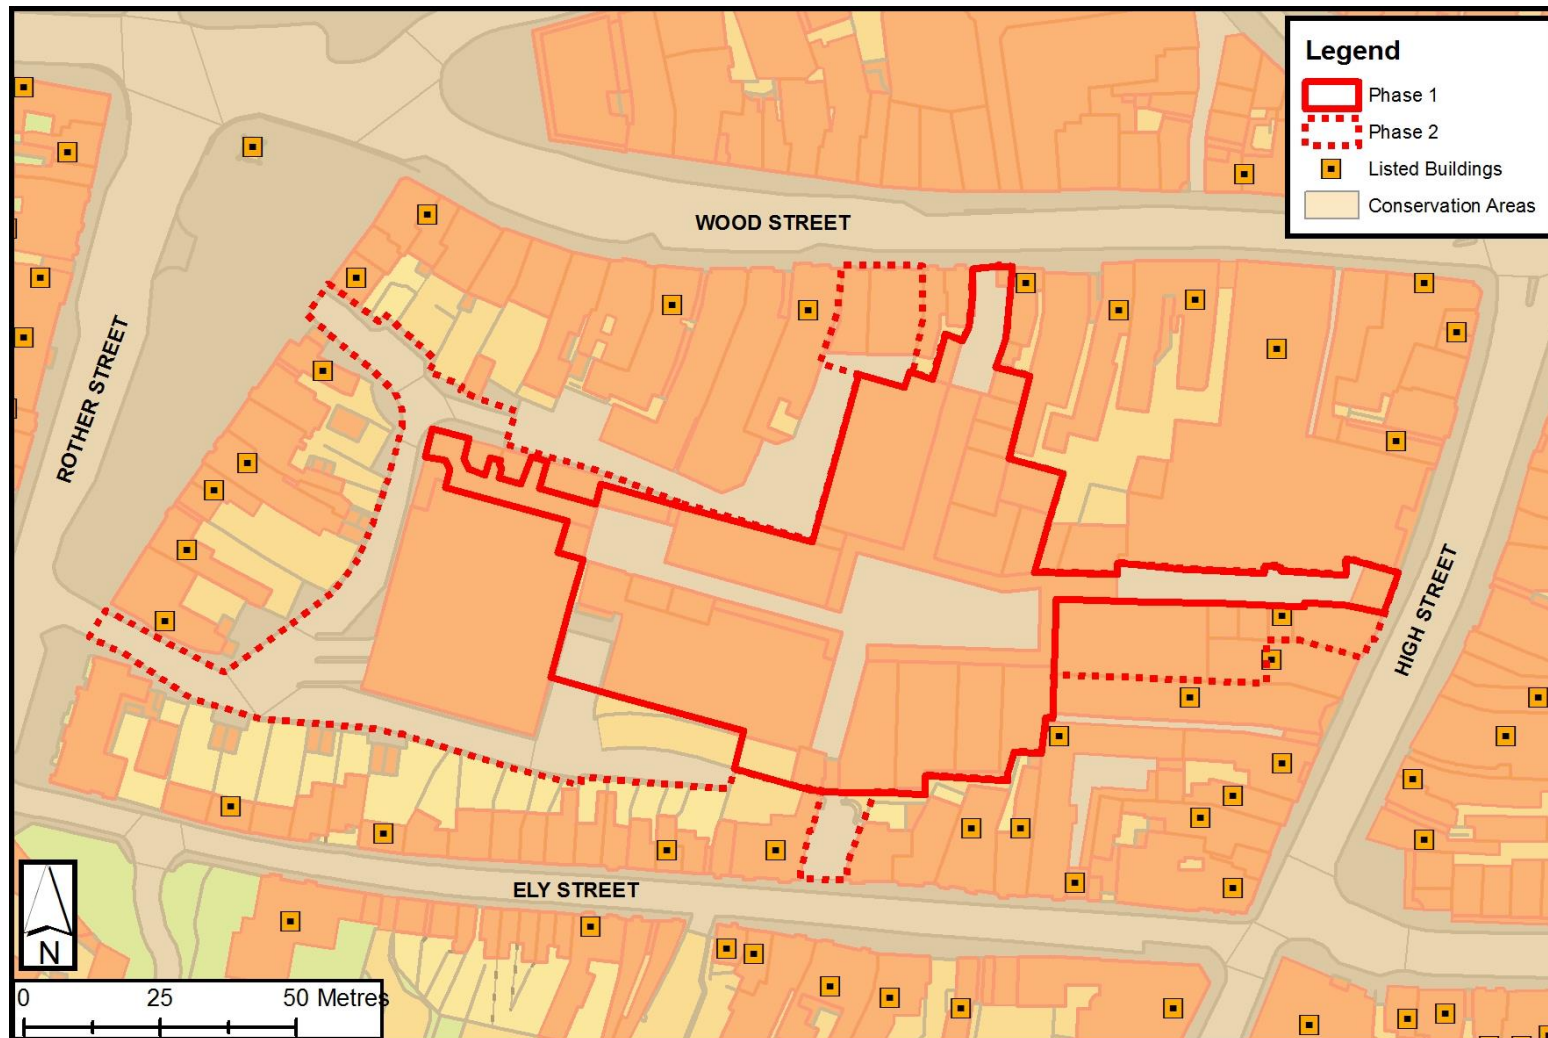 Legend
Phase 1
Phase 2
Listed Buildings
Conservation Areas
WOOD STREET
ROTHER STREET
HIGH STREET
ELY STREET
N
0 25 50 Metres